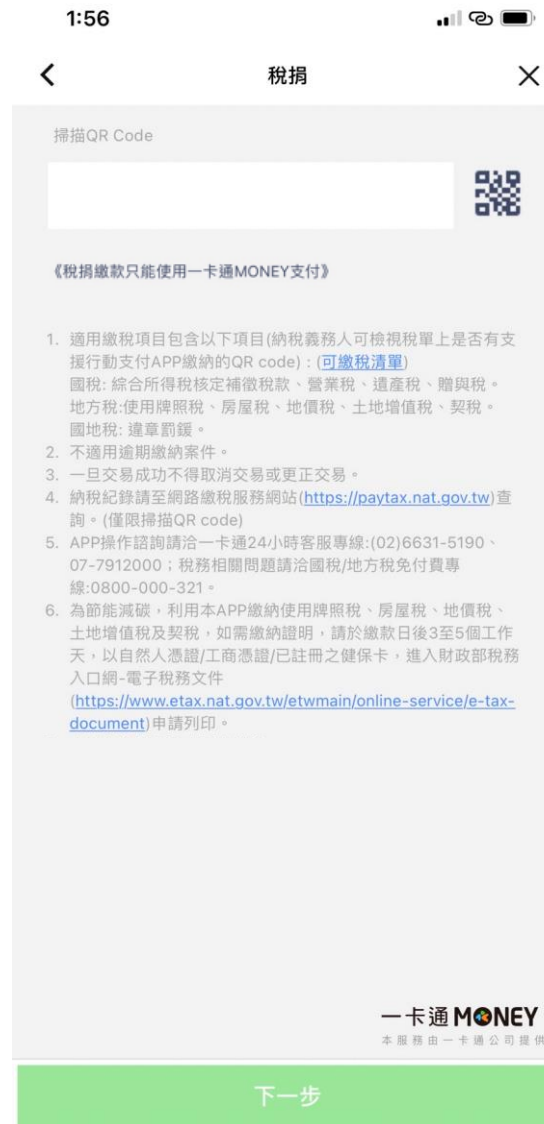 1:56
稅捐
掃描QR Code
《稅捐繳款只能使用一卡通MONEY支付》
1. 適用繳稅項目包含以下項目(納稅義務人可檢視稅單上是否有支
援行動支付APP繳納的QR code)：(可繳稅清單)
國稅: 綜合所得稅核定補徵稅款、營業稅、遺產稅、贈與稅。
地方稅:使用牌照稅、房屋稅、地價稅、土地增值稅、契稅。
國地稅: 違章罰鍰。
2. 不適用逾期繳納案件。
3. 一旦交易成功不得取消交易或更正交易。
4. 納稅紀錄請至網路繳稅服務網站(https://paytax.nat.gov.tw)查
詢。(僅限掃描QR code)
5. APP操作諮詢請洽一卡通24小時客服專線:(02)6631-5190、
07-7912000；稅務相關問題請洽國稅/地方稅免付費專
線:0800-000-321。
6. 為節能減碳，利用本APP繳納使用牌照稅、房屋稅、地價稅、
土地增值稅及契稅，如需繳納證明，請於繳款日後3至5個工作
天，以自然人憑證/工商憑證/已註冊之健保卡，進入財政部稅務
入口網-電子稅務文件
(https://www.etax.nat.gov.tw/etwmain/online-service/e-tax-
document)申請列印。
一卡通 MONEY
本服務由一卡通公司提供
下一步